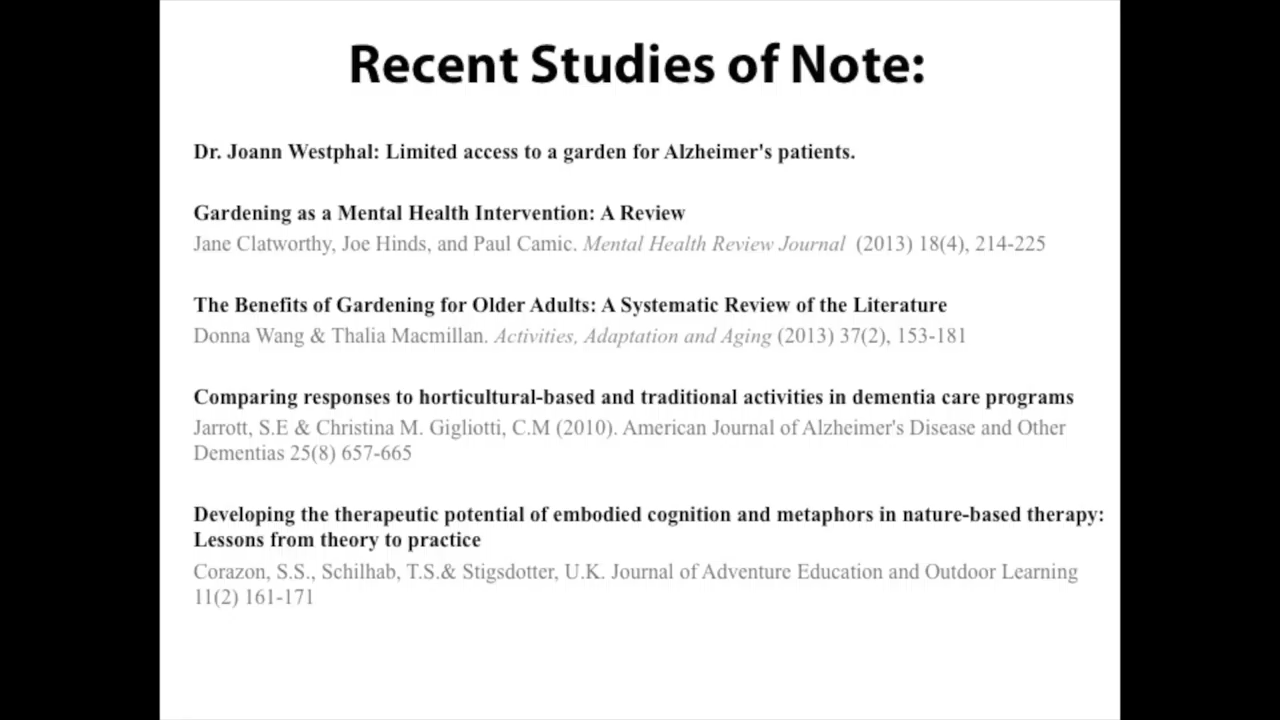 Recent Studies of Note:
Dr. Joann Westphal: Limited access to a garden for Alzheimer's patients.
Gardening as a Mental Health Intervention: A Review
Jane Clatworthy, Joe Hinds, and Paul Camic. Mental Health Review Journal (2013) 18(4), 214-225
The Benefits of Gardening for Older Adults: A Systematic Review of the Literature
Donna Wang & Thalia Macmillan. Activities, Adaptation and Aging (2013) 37(2), 153-181
Comparing responses to horticultural-based and traditional activities in dementia care programs
Jarrott, S.E & Christina M. Gigliotti, C.M (2010). American Journal of Alzheimer's Disease and Other
Dementias 25(8) 657-665
Developing the therapeutic potential of embodied cognition and metaphors in nature-based therapy:
Lessons from theory to practice
Corazon, S.S., Schilhab, T.S.& Stigsdotter, U.K. Journal of Adventure Education and Outdoor Learning
11(2) 161-171